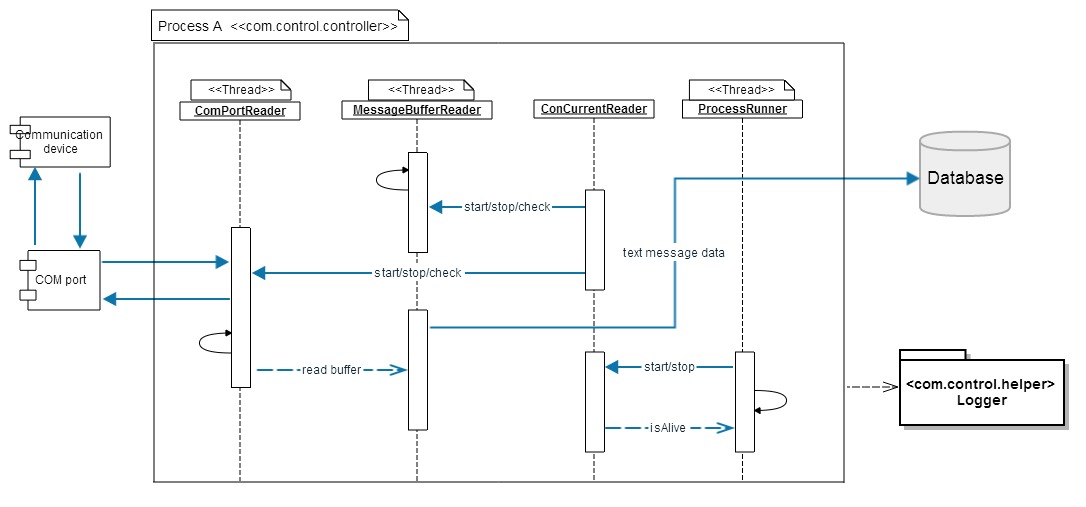 Process A <<com.control.controller>>
<<Thread>>
<<Thread>>
<<Thread>>
ComPortReader
MessageBufferReader
ConCurrentReader
ProcessRunner
Communication
device
Database
start/stop/check
text message data
start/stop/check
COM port
read buffer
start/stop
<com.control.helper>
Logger
isAlive